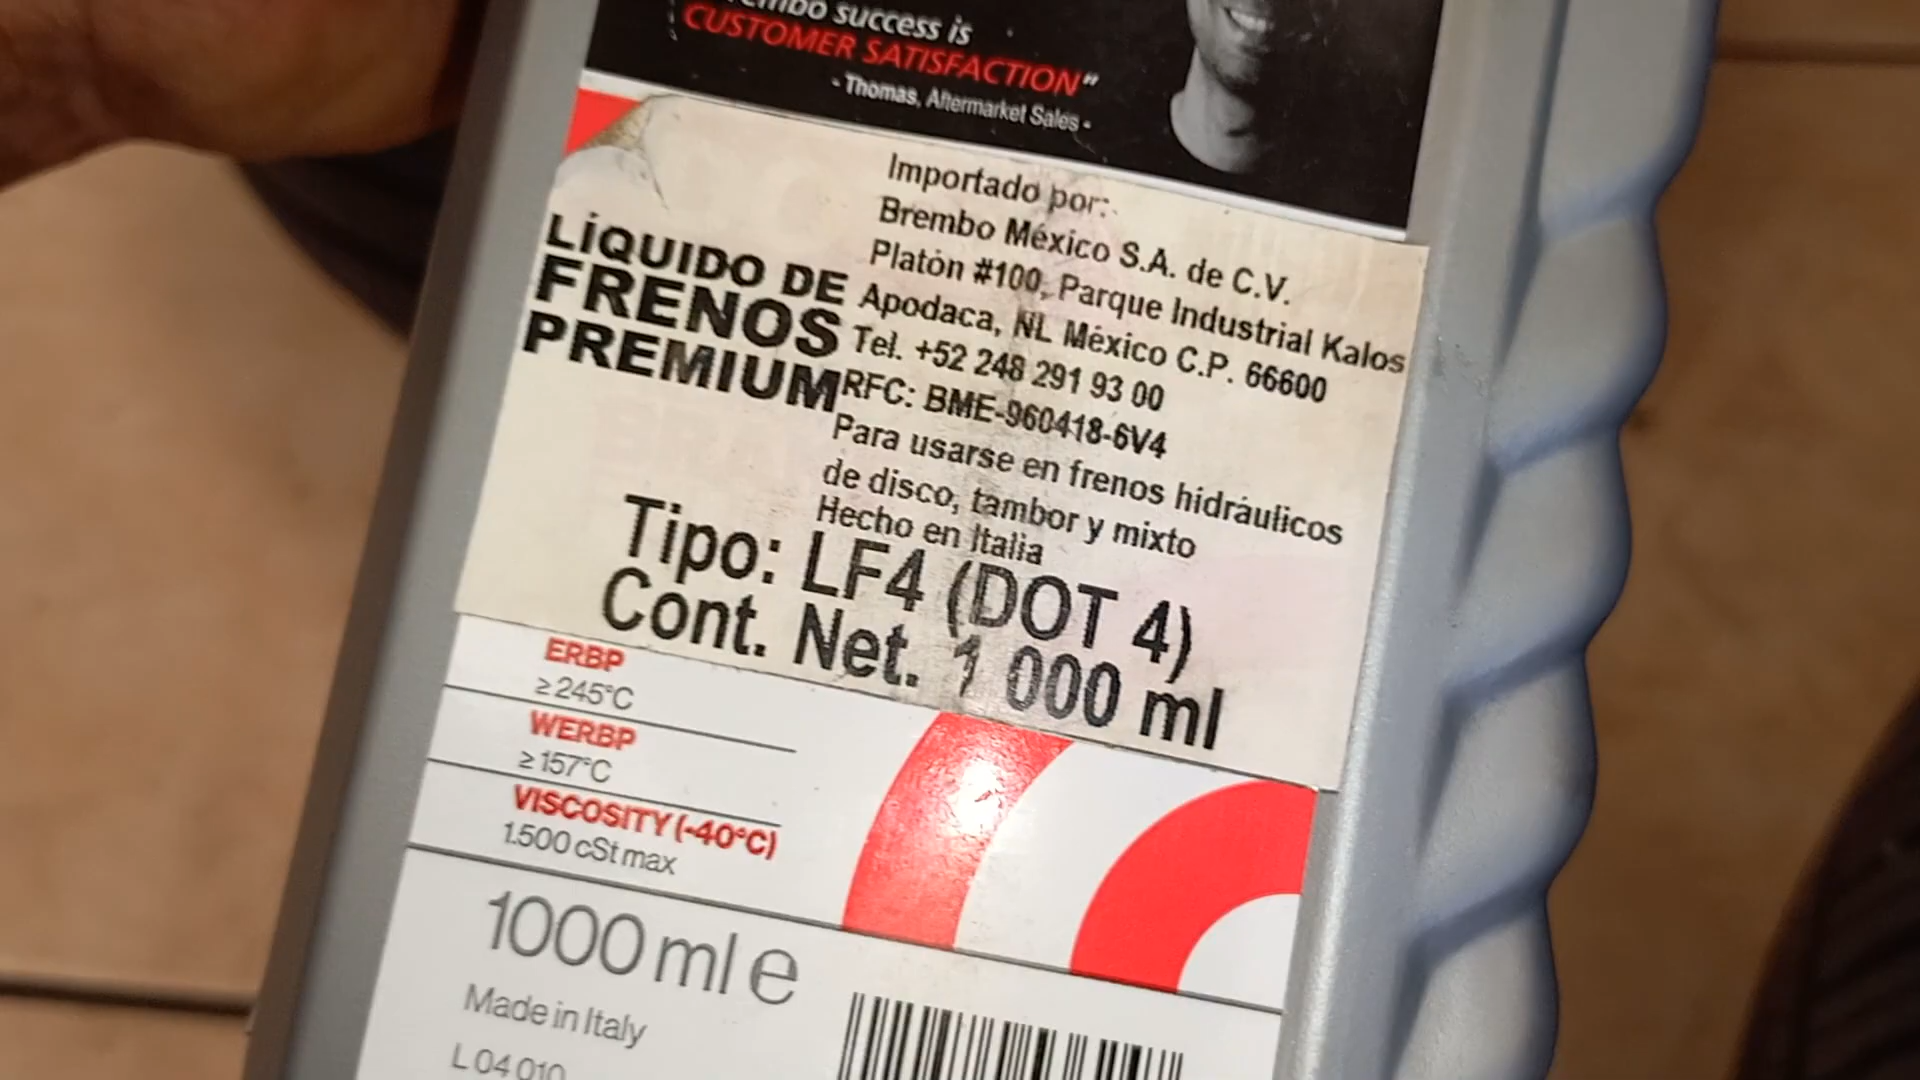 success is
CUSTOMER SATISFACTION”
- Thomas, Aftermarket Sales -
Importado por:
Brembo México S.A. de C.V.
Platón #100, Parque Industrial Kalos
Apodaca, NL México C.P. 66600
Tel. +52 248 291 93 00
RFC: BME-960418-6V4
Para usarse en frenos hidráulicos
de disco, tambor y mixto
Hecho en Italia
LÍQUIDO DE
FRENOS
PREMIUM
Tipo: LF4 (DOT 4)
Cont. Net. 1 000 ml
ERBP
≥245°C
WERBP
≥157°C
VISCOSITY (-40°C)
1.500 cSt max
1000 ml e
Made in Italy
L 04 010